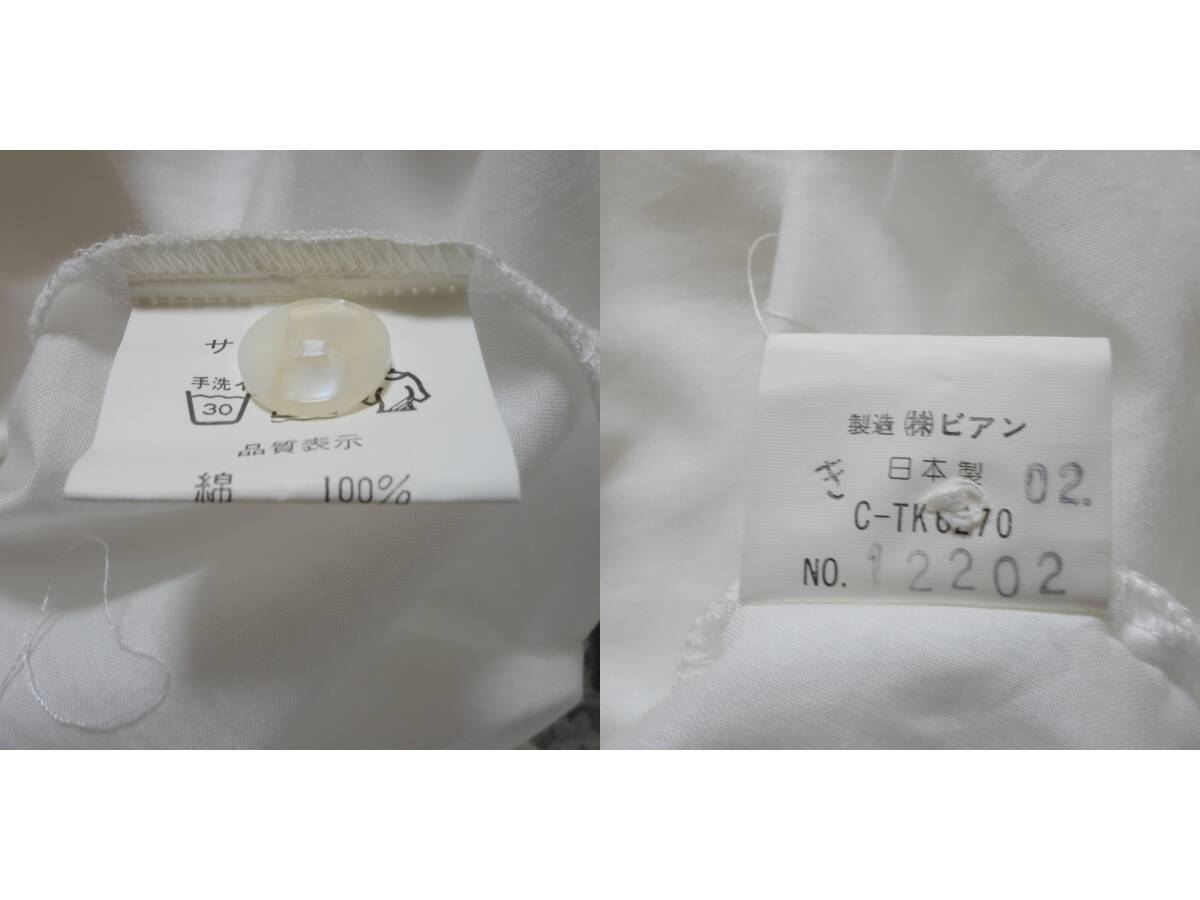 サ
手洗イ
30
品質表示
綿 100%
製造 ㈱ビアン
ぎ 日本製 02.
C-TK6270
NO. 12202